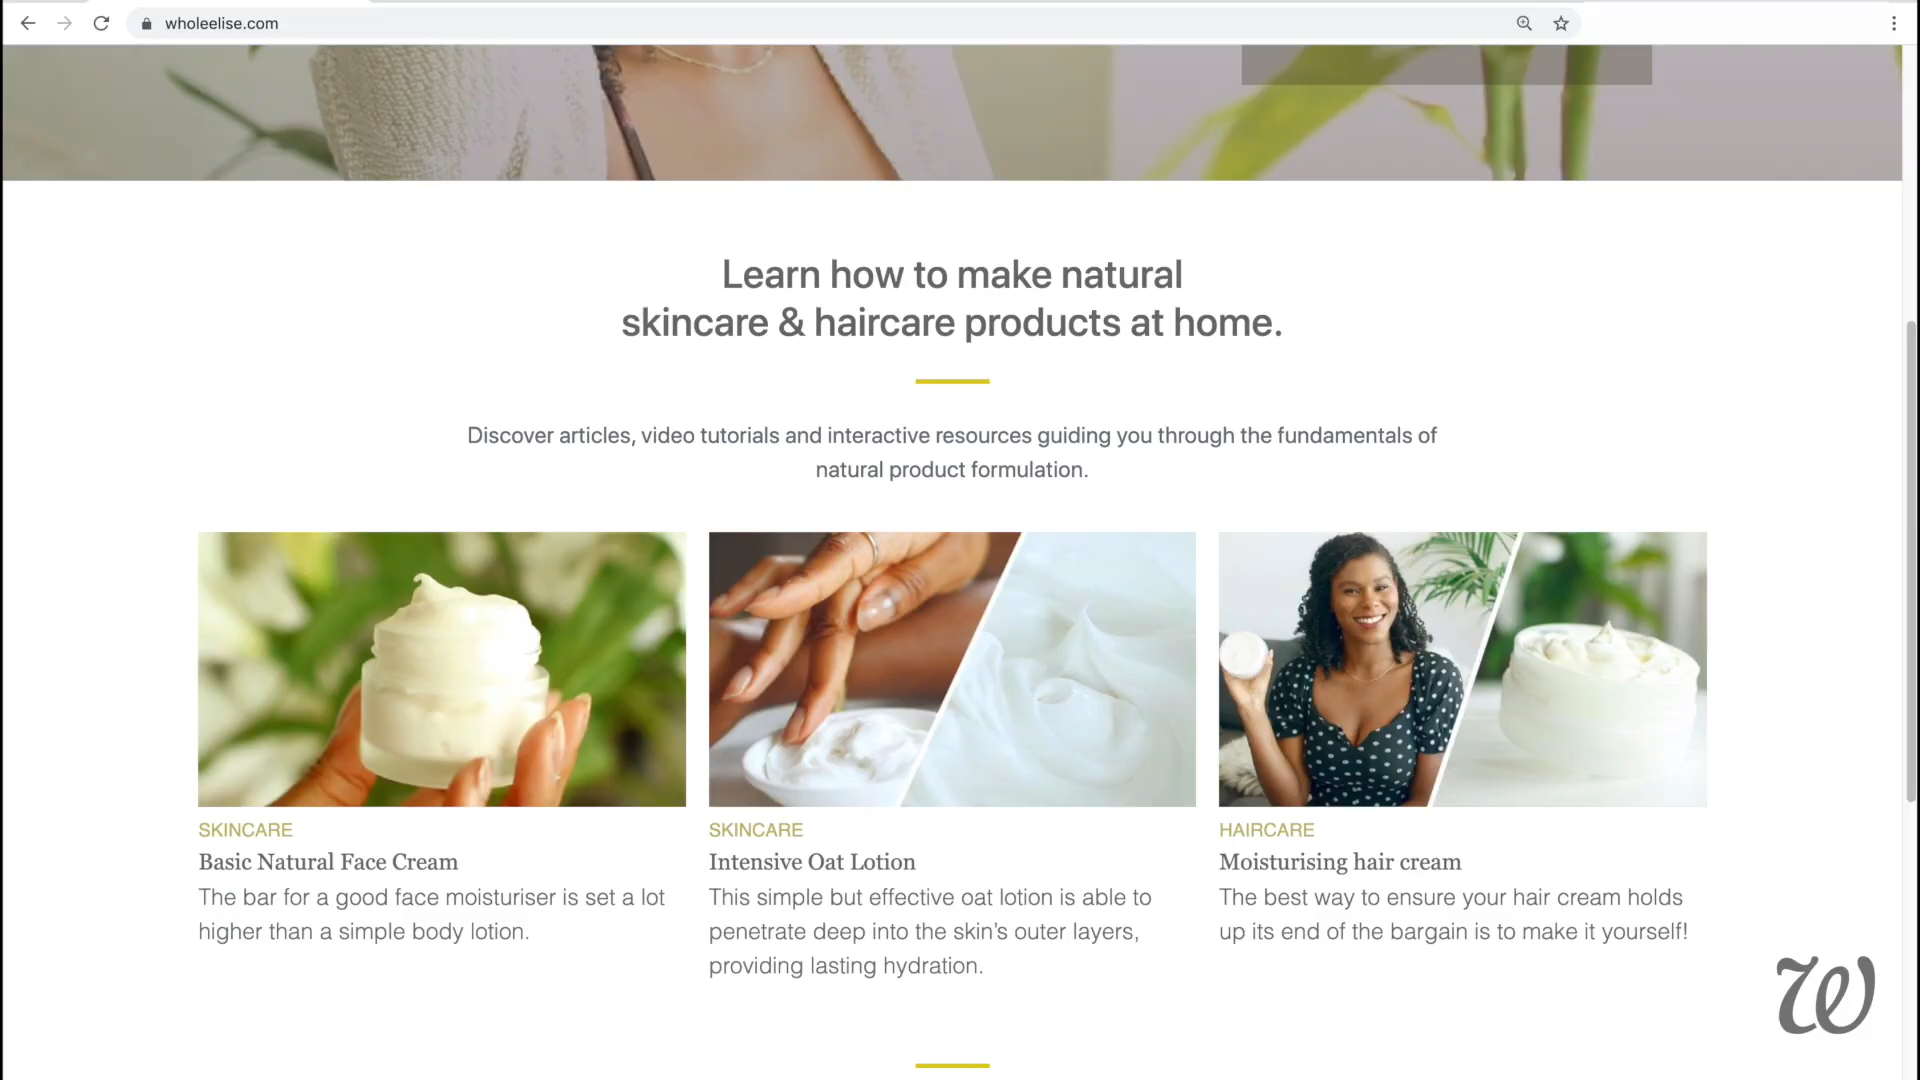 wholeelise.com
Learn how to make natural
skincare & haircare products at home.
Discover articles, video tutorials and interactive resources guiding you through the fundamentals of
natural product formulation.
SKINCARE
Basic Natural Face Cream
The bar for a good face moisturiser is set a lot
higher than a simple body lotion.
SKINCARE
Intensive Oat Lotion
This simple but effective oat lotion is able to
penetrate deep into the skin's outer layers,
providing lasting hydration.
HAIRCARE
Moisturising hair cream
The best way to ensure your hair cream holds
up its end of the bargain is to make it yourself!
w